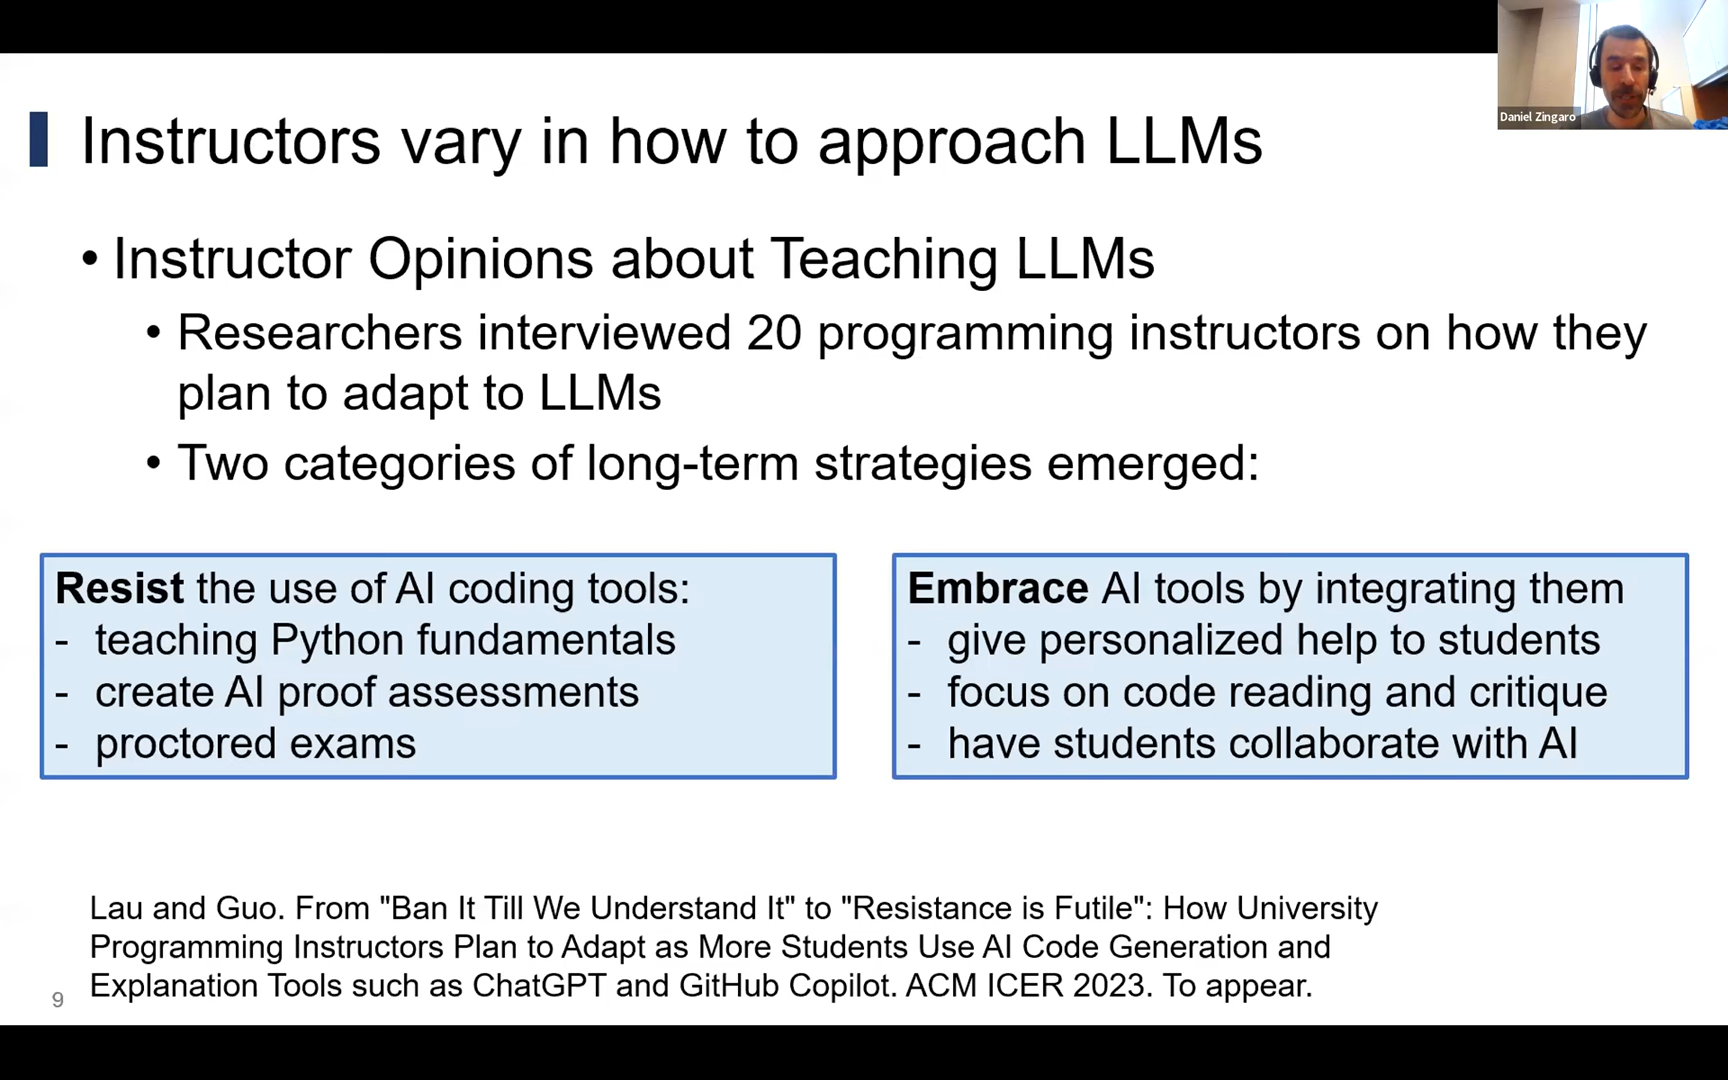 Daniel Zingaro
Instructors vary in how to approach LLMs
• Instructor Opinions about Teaching LLMs
• Researchers interviewed 20 programming instructors on how they
plan to adapt to LLMs
• Two categories of long-term strategies emerged:
Resist the use of AI coding tools:
- teaching Python fundamentals
- create AI proof assessments
- proctored exams
Embrace AI tools by integrating them
- give personalized help to students
- focus on code reading and critique
- have students collaborate with AI
Lau and Guo. From "Ban It Till We Understand It" to "Resistance is Futile": How University
Programming Instructors Plan to Adapt as More Students Use AI Code Generation and
Explanation Tools such as ChatGPT and GitHub Copilot. ACM ICER 2023. To appear.
9